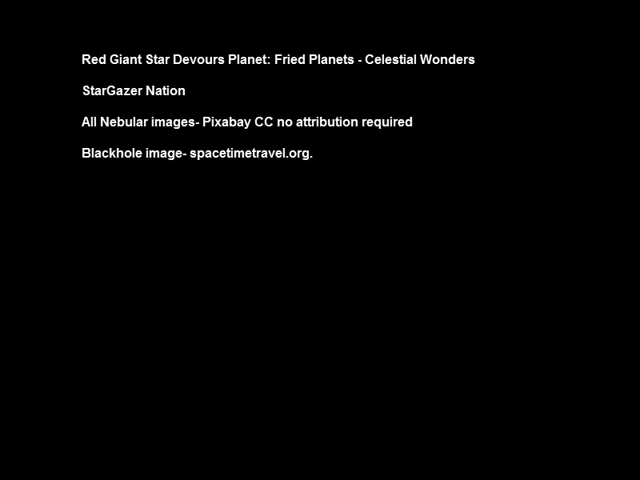 Red Giant Star Devours Planet: Fried Planets - Celestial Wonders
StarGazer Nation
All Nebular images- Pixabay CC no attribution required
Blackhole image- spacetimetravel.org.